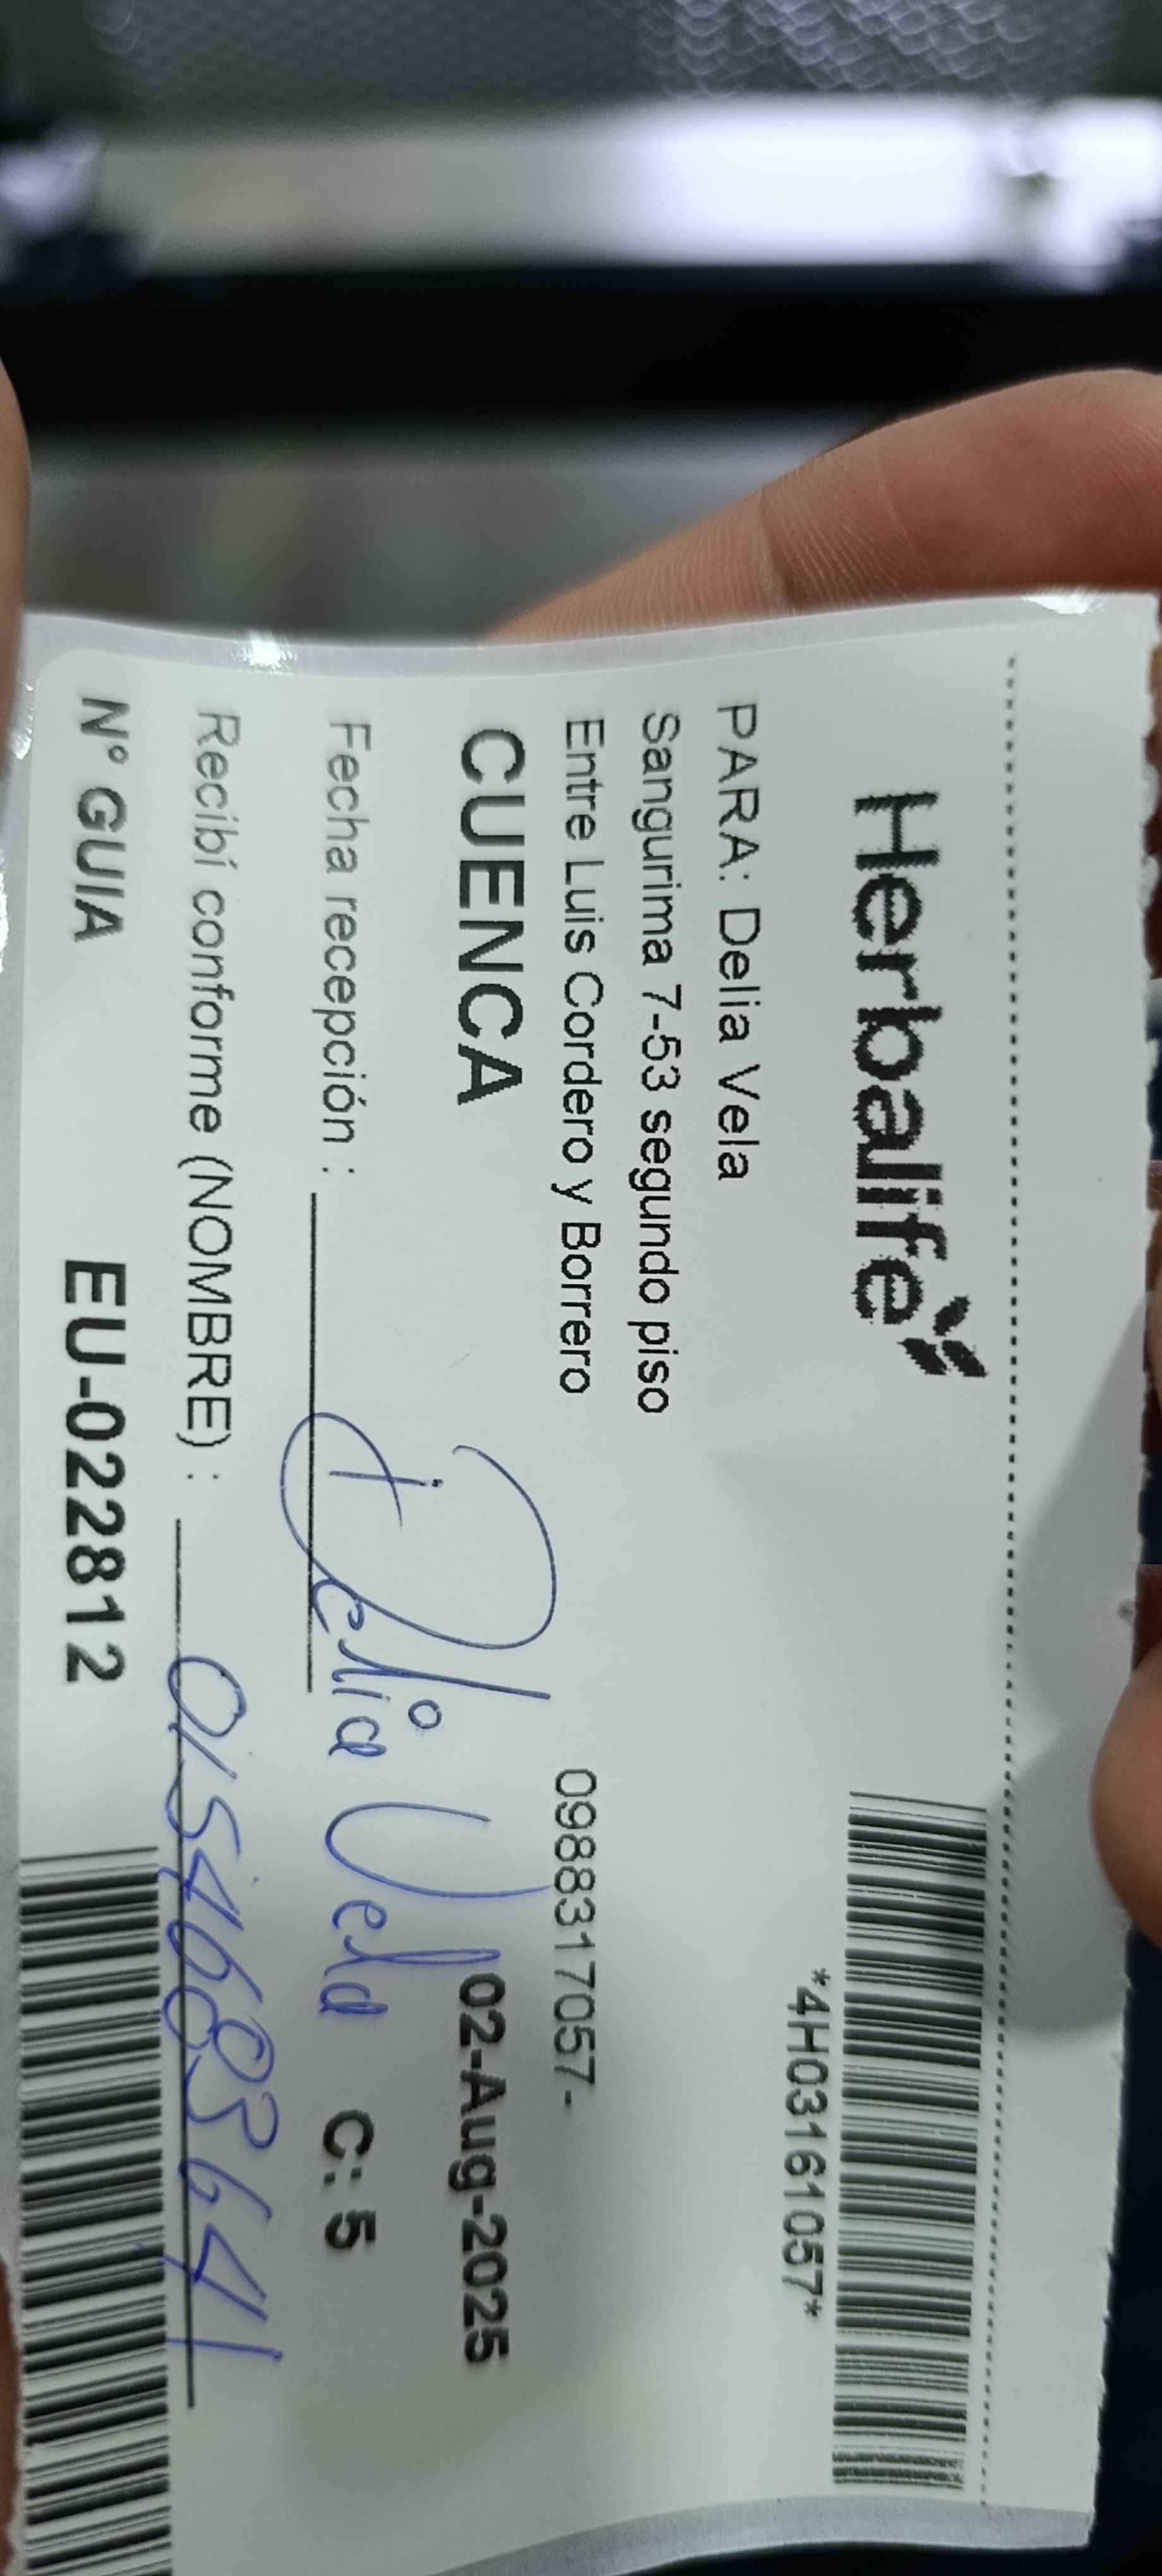 Herbalife
*4H03161057*
PARA: Delia Vela
Sangurima 7-53 segundo piso
Entre Luis Cordero y Borrero 0988317057-
CUENCA 02-Aug-2025
Fecha recepción : Delia Vela C: 5
Recibí conforme (NOMBRE) :
N° GUIA EU-022812